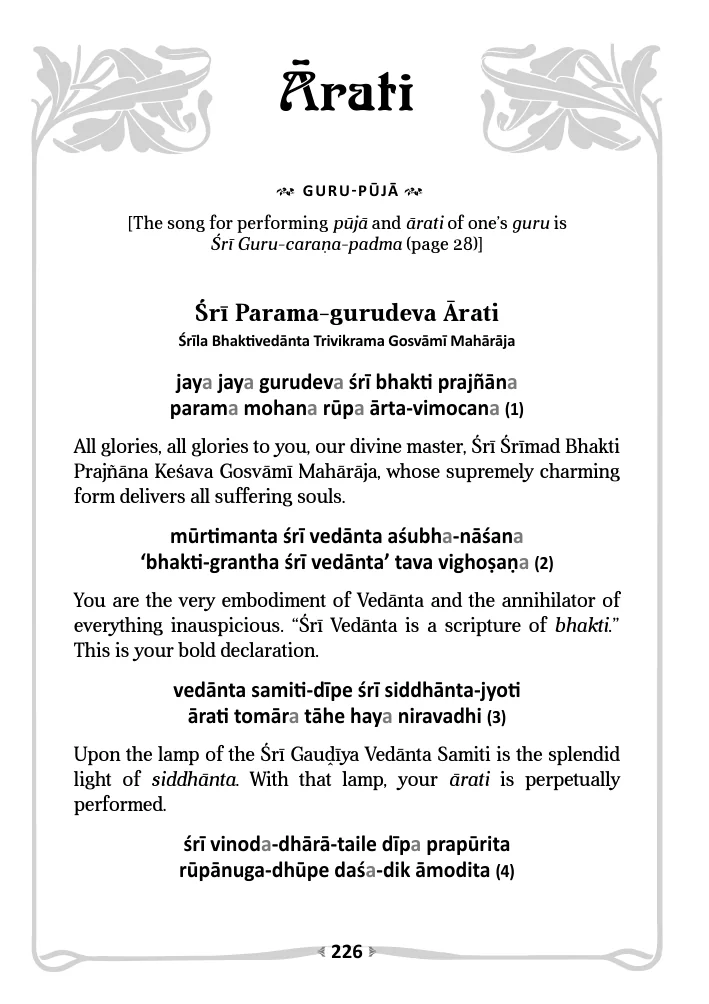 Ārati
GURU-PŪJĀ
[The song for performing pūjā and ārati of one’s guru is
Śrī Guru-caraṇa-padma (page 28)]
Śrī Parama-gurudeva Ārati
Śrīla Bhaktivedānta Trivikrama Gosvāmī Mahārāja
jaya jaya gurudeva śrī bhakti prajñāna
parama mohana rūpa ārta-vimocana (1)
All glories, all glories to you, our divine master, Śrī Śrīmad Bhakti
Prajñāna Keśava Gosvāmī Mahārāja, whose supremely charming
form delivers all suffering souls.
mūrtimanta śrī vedānta aśubha-nāśana
‘bhakti-grantha śrī vedānta’ tava vighoṣaṇa (2)
You are the very embodiment of Vedānta and the annihilator of
everything inauspicious. “Śrī Vedānta is a scripture of bhakti.”
This is your bold declaration.
vedānta samiti-dīpe śrī siddhānta-jyoti
ārati tomāra tāhe haya niravadhi (3)
Upon the lamp of the Śrī Gauḍīya Vedānta Samiti is the splendid
light of siddhānta. With that lamp, your ārati is perpetually
performed.
śrī vinoda-dhārā-taile dīpa prapūrita
rūpānuga-dhūpe daśa-dik āmodita (4)
226